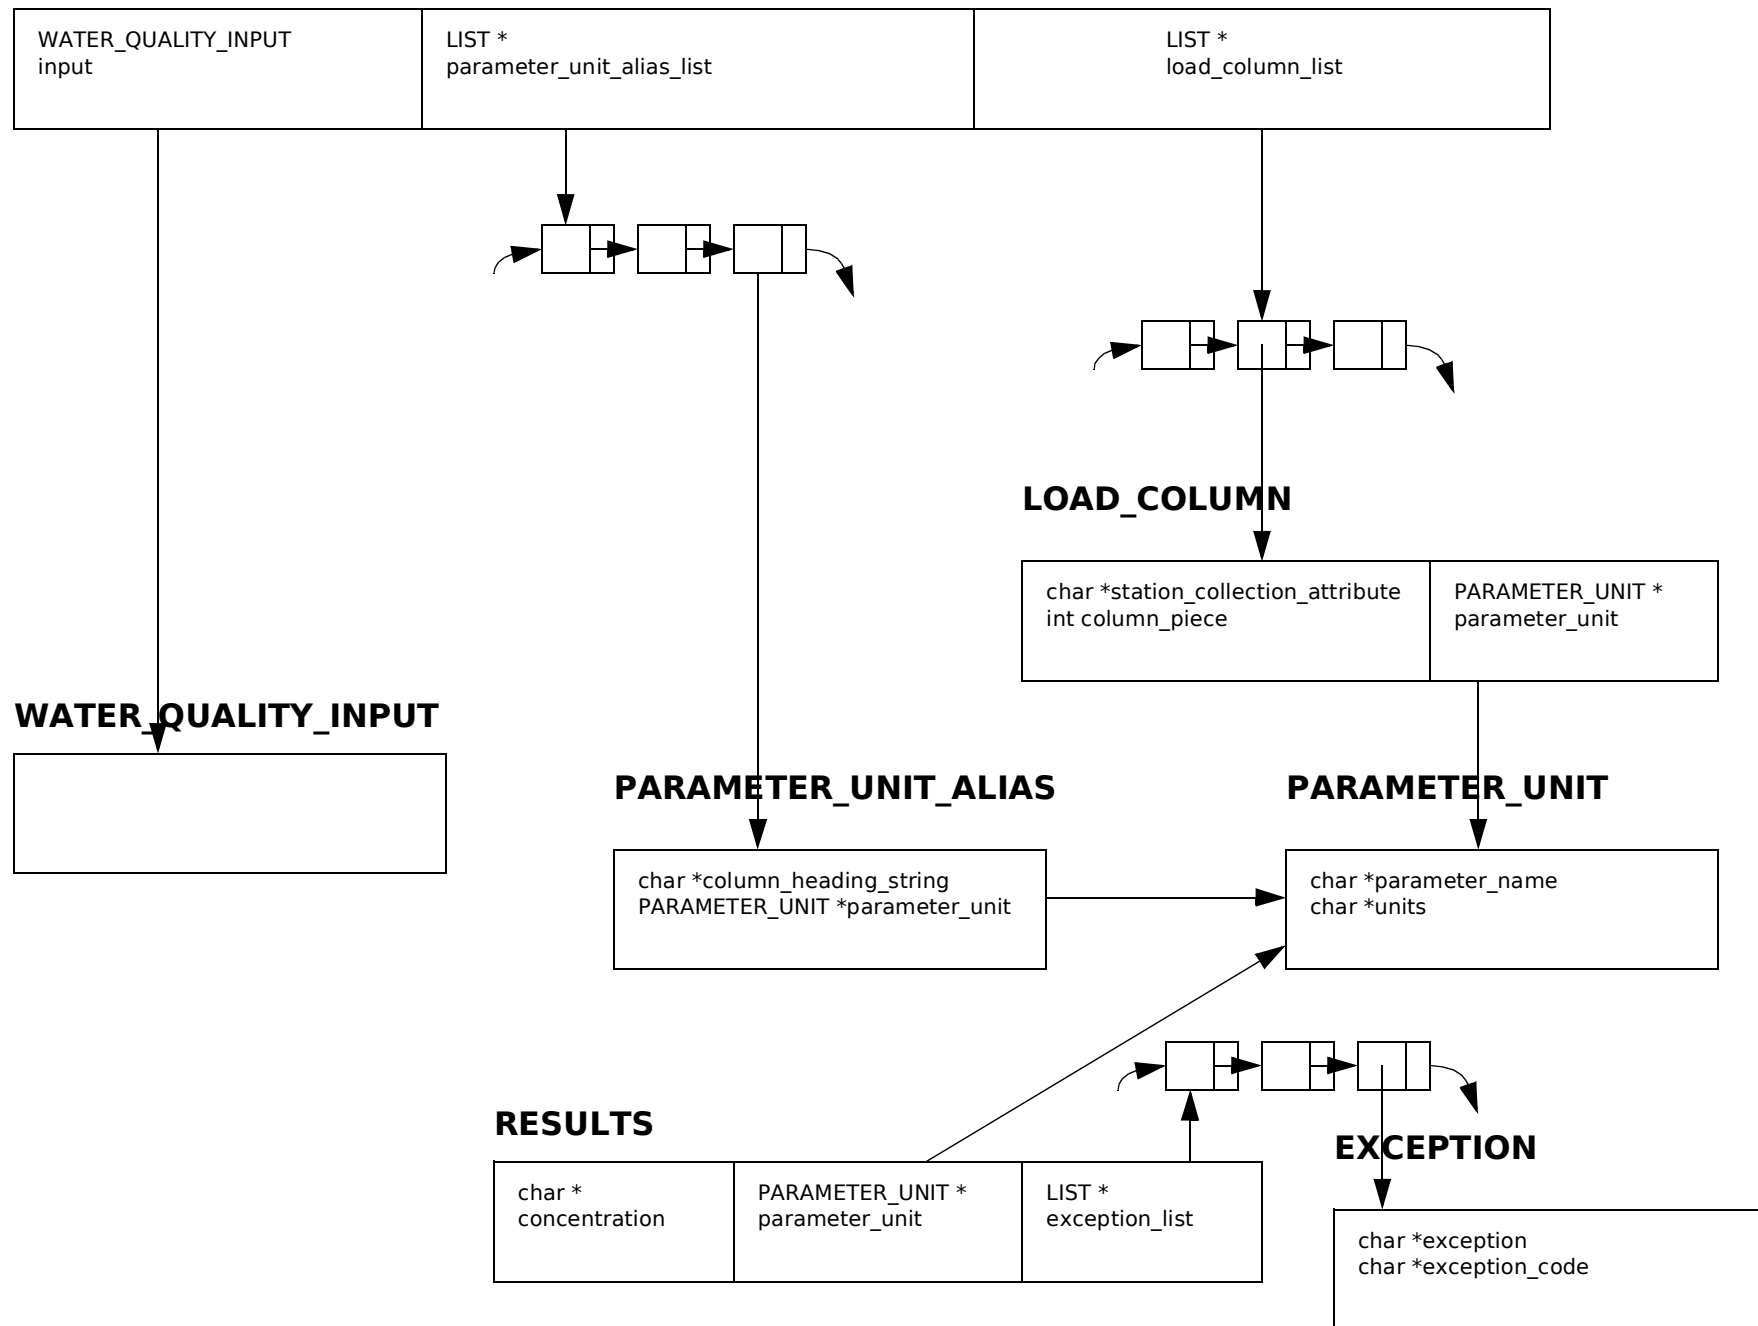 WATER_QUALITY_INPUT
input
LIST *
parameter_unit_alias_list
LIST *
load_column_list
LOAD_COLUMN
char *station_collection_attribute
int column_piece
PARAMETER_UNIT *
parameter_unit
WATER_QUALITY_INPUT
PARAMETER_UNIT_ALIAS
char *column_heading_string
PARAMETER_UNIT *parameter_unit
PARAMETER_UNIT
char *parameter_name
char *units
RESULTS
char *
concentration
PARAMETER_UNIT *
parameter_unit
LIST *
exception_list
EXCEPTION
char *exception
char *exception_code